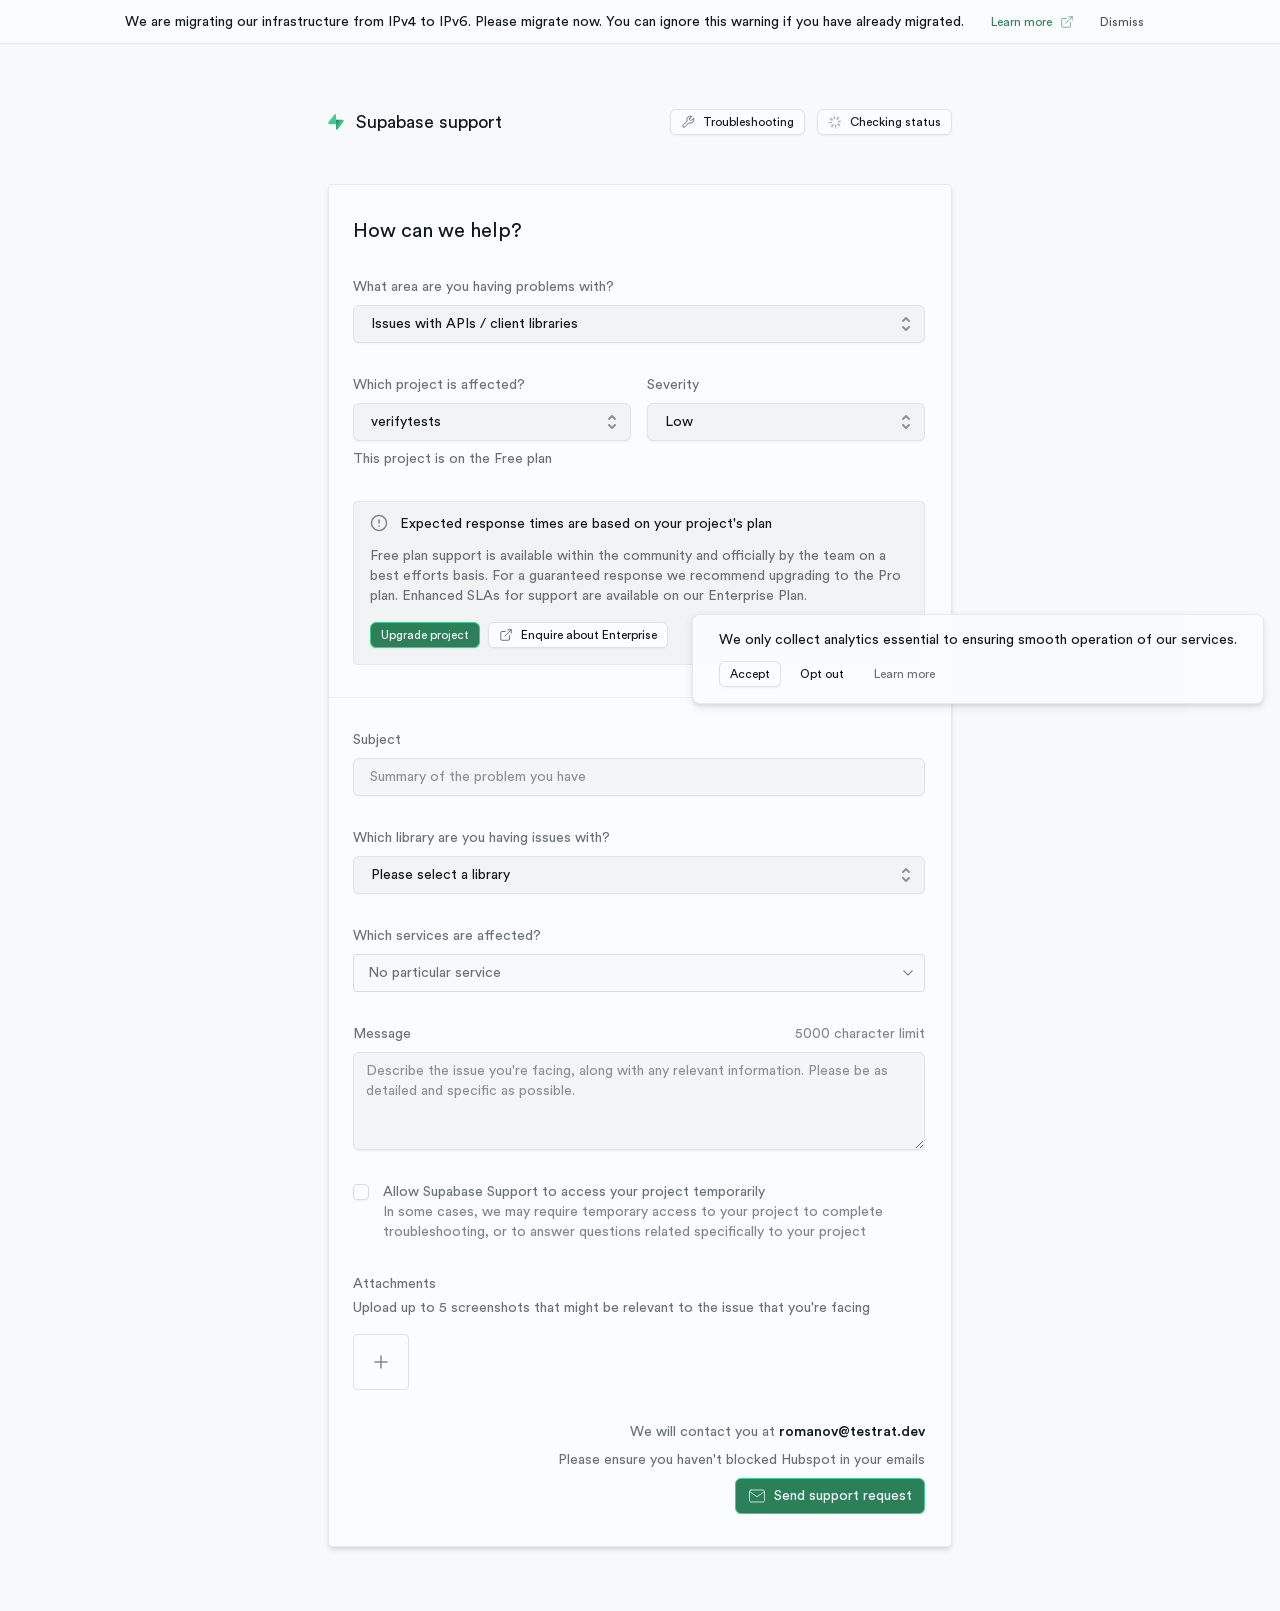 We are migrating our infrastructure from IPv4 to IPv6. Please migrate now. You can ignore this warning if you have already migrated. Learn more Dismiss
Supabase support
Troubleshooting
Checking status
How can we help?
What area are you having problems with?
Issues with APIs / client libraries
Which project is affected?
Severity
verifytests
Low
This project is on the Free plan
Expected response times are based on your project's plan
Free plan support is available within the community and officially by the team on a
best efforts basis. For a guaranteed response we recommend upgrading to the Pro
plan. Enhanced SLAs for support are available on our Enterprise Plan.
Upgrade project
Enquire about Enterprise
We only collect analytics essential to ensuring smooth operation of our services.
Accept
Opt out
Learn more
Subject
Summary of the problem you have
Which library are you having issues with?
Please select a library
Which services are affected?
No particular service
Message
5000 character limit
Describe the issue you're facing, along with any relevant information. Please be as
detailed and specific as possible.
Allow Supabase Support to access your project temporarily
In some cases, we may require temporary access to your project to complete
troubleshooting, or to answer questions related specifically to your project
Attachments
Upload up to 5 screenshots that might be relevant to the issue that you're facing
We will contact you at romanov@testrat.dev
Please ensure you haven't blocked Hubspot in your emails
Send support request